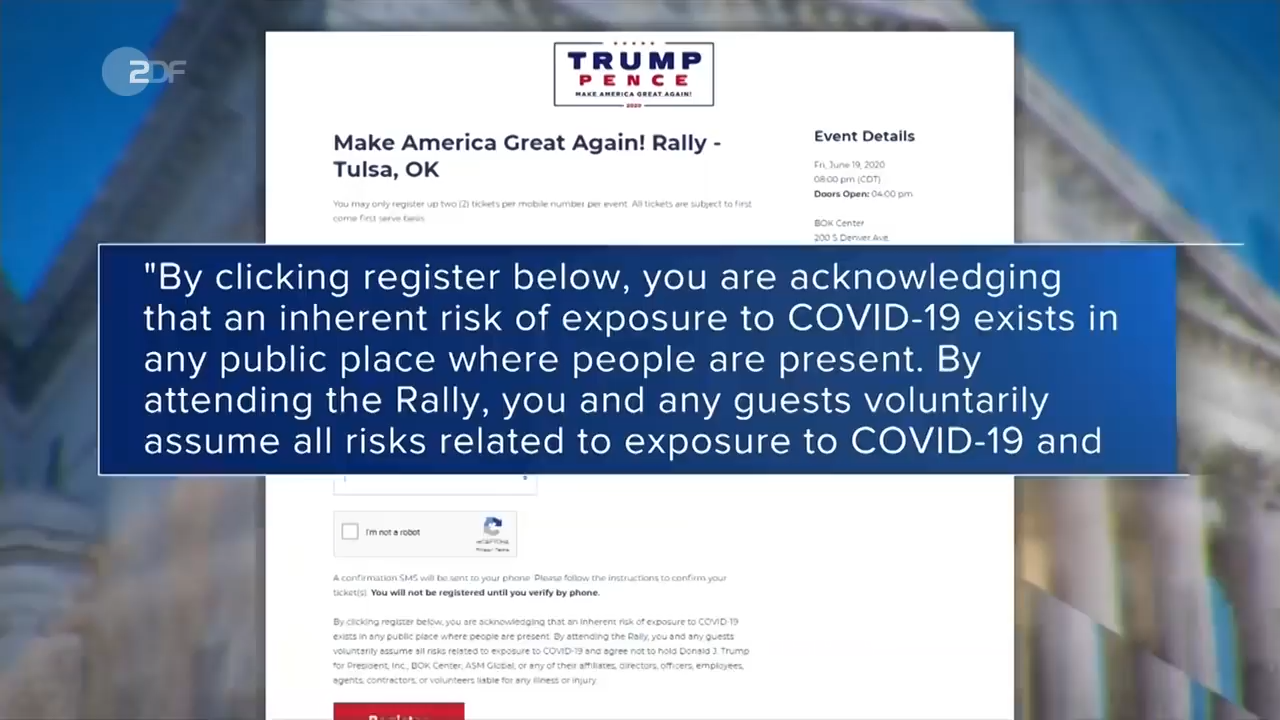 2DF
TRUMP
PENCE
MAKE AMERICA GREAT AGAIN!
2020
Make America Great Again! Rally -
Tulsa, OK
Event Details
Fri, June 19, 2020
08:00 pm (CDT)
Doors Open: 04:00 pm
BOK Center
200 S Denver Ave,
You may only register up two (2) tickets per mobile number per event. All tickets are subject to first
come first serve basis.
"By clicking register below, you are acknowledging
that an inherent risk of exposure to COVID-19 exists in
any public place where people are present. By
attending the Rally, you and any guests voluntarily
assume all risks related to exposure to COVID-19 and
I'm not a robot
reCAPTCHA
Privacy - Terms
A confirmation SMS will be sent to your phone. Please follow the instructions to confirm your
ticket(s). You will not be registered until you verify by phone.
By clicking register below, you are acknowledging that an inherent risk of exposure to COVID-19
exists in any public place where people are present. By attending the Rally, you and any guests
voluntarily assume all risks related to exposure to COVID-19 and agree not to hold Donald J. Trump
for President, Inc.; BOK Center; ASM Global; or any of their affiliates, directors, officers, employees,
agents, contractors, or volunteers liable for any illness or injury.
Register